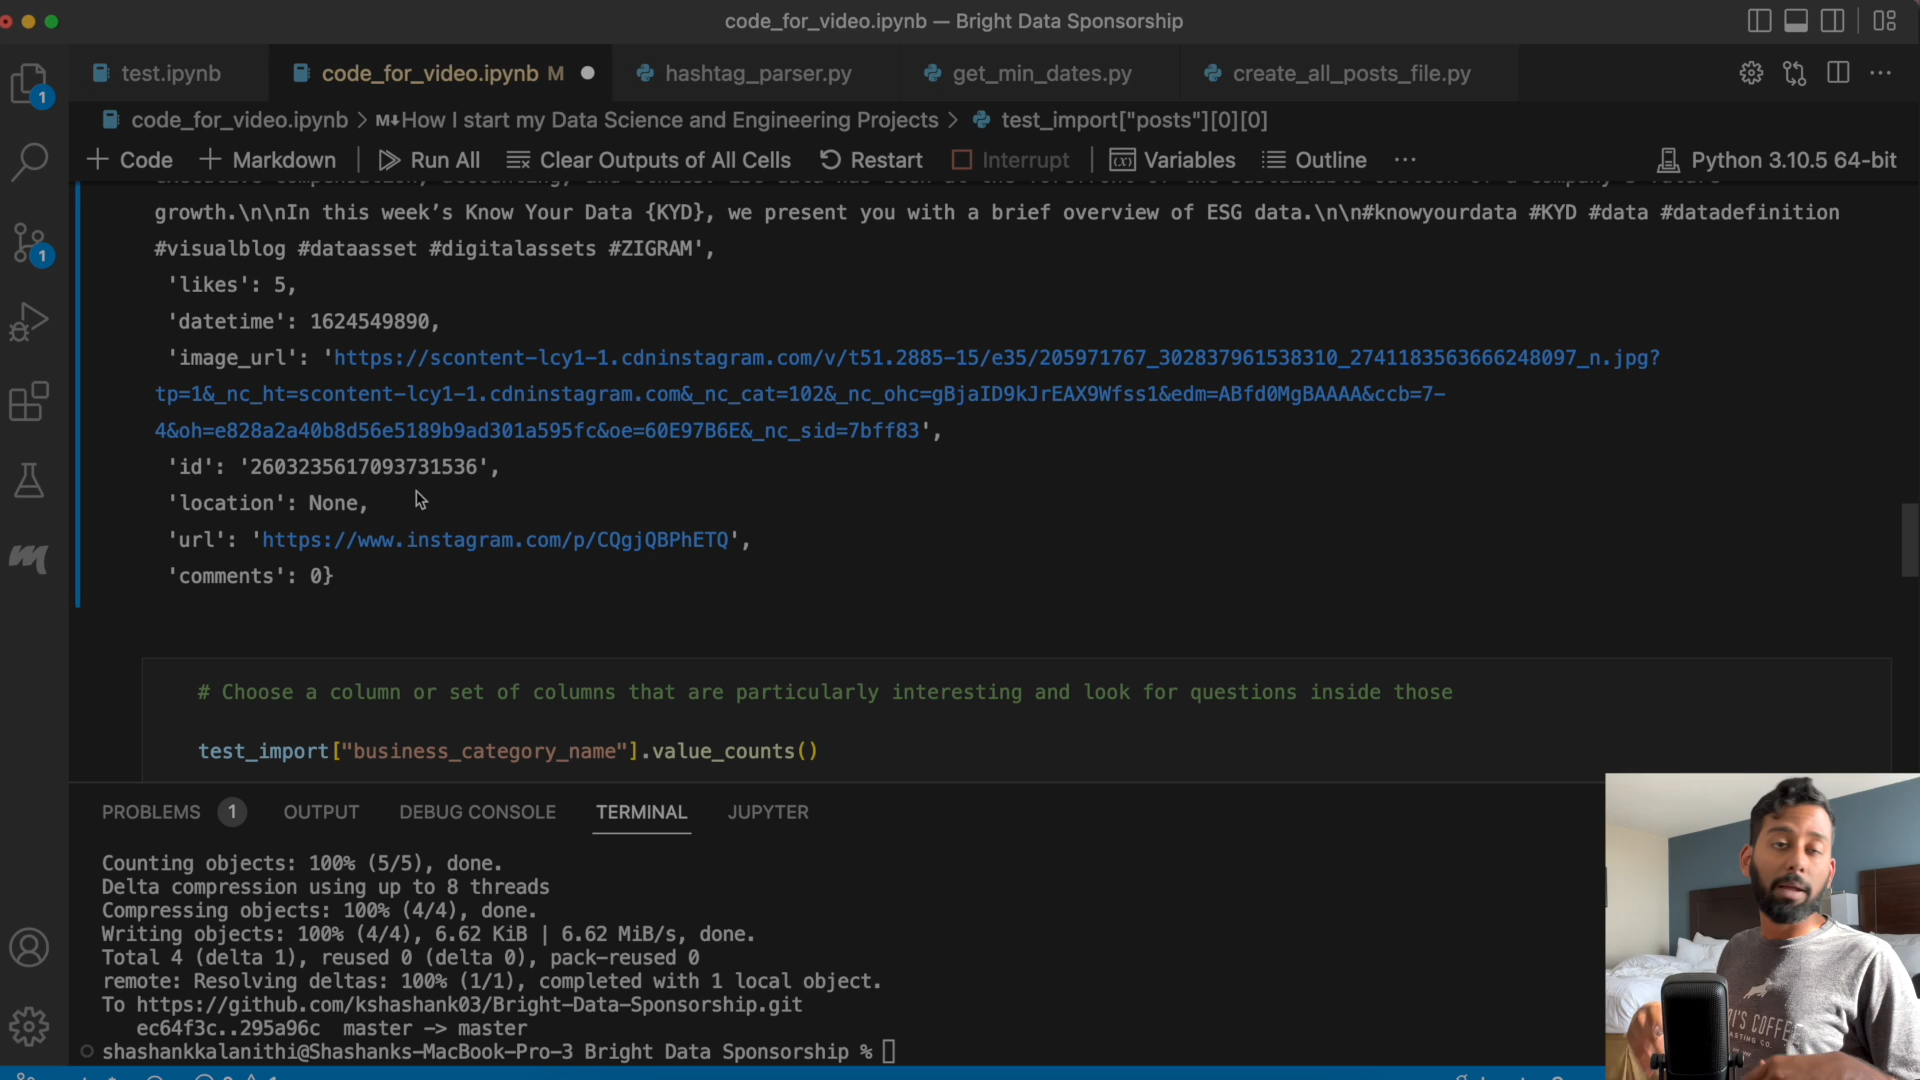 code_for_video.ipynb — Bright Data Sponsorship
test.ipynb
code_for_video.ipynb M
hashtag_parser.py
get_min_dates.py
create_all_posts_file.py
code_for_video.ipynb > M↓How I start my Data Science and Engineering Projects > test_import["posts"][0][0]
+ Code + Markdown | Run All Clear Outputs of All Cells Restart Interrupt | Variables Outline ··· Python 3.10.5 64-bit
growth.\n\nIn this week’s Know Your Data {KYD}, we present you with a brief overview of ESG data.\n\n#knowyourdata #KYD #data #datadefinition
#visualblog #dataasset #digitalassets #ZIGRAM',
'likes': 5,
'datetime': 1624549890,
'image_url': 'https://scontent-lcy1-1.cdninstagram.com/v/t51.2885-15/e35/205971767_302837961538310_2741183563666248097_n.jpg?
tp=1&_nc_ht=scontent-lcy1-1.cdninstagram.com&_nc_cat=102&_nc_ohc=gBjaID9kJrEAX9Wfss1&edm=ABfd0MgBAAAA&ccb=7-
4&oh=e828a2a40b8d56e5189b9ad301a595fc&oe=60E97B6E&_nc_sid=7bff83',
'id': '2603235617093731536',
'location': None,
'url': 'https://www.instagram.com/p/CQgjQBPhETQ',
'comments': 0}
# Choose a column or set of columns that are particularly interesting and look for questions inside those
test_import["business_category_name"].value_counts()
PROBLEMS 1 OUTPUT DEBUG CONSOLE TERMINAL JUPYTER
Counting objects: 100% (5/5), done.
Delta compression using up to 8 threads
Compressing objects: 100% (4/4), done.
Writing objects: 100% (4/4), 6.62 KiB | 6.62 MiB/s, done.
Total 4 (delta 1), reused 0 (delta 0), pack-reused 0
remote: Resolving deltas: 100% (1/1), completed with 1 local object.
To https://github.com/kshashank03/Bright-Data-Sponsorship.git
ec64f3c..295a96c master -> master
shashankkalanithi@Shashanks-MacBook-Pro-3 Bright Data Sponsorship %